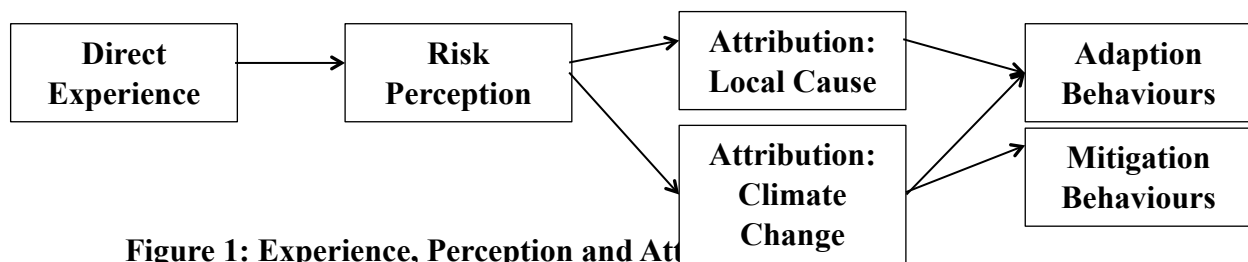 Direct
Experience
Risk
Perception
Attribution:
Local Cause
Attribution:
Climate
Change
Adaption
Behaviours
Mitigation
Behaviours
Figure 1: Experience, Perception and